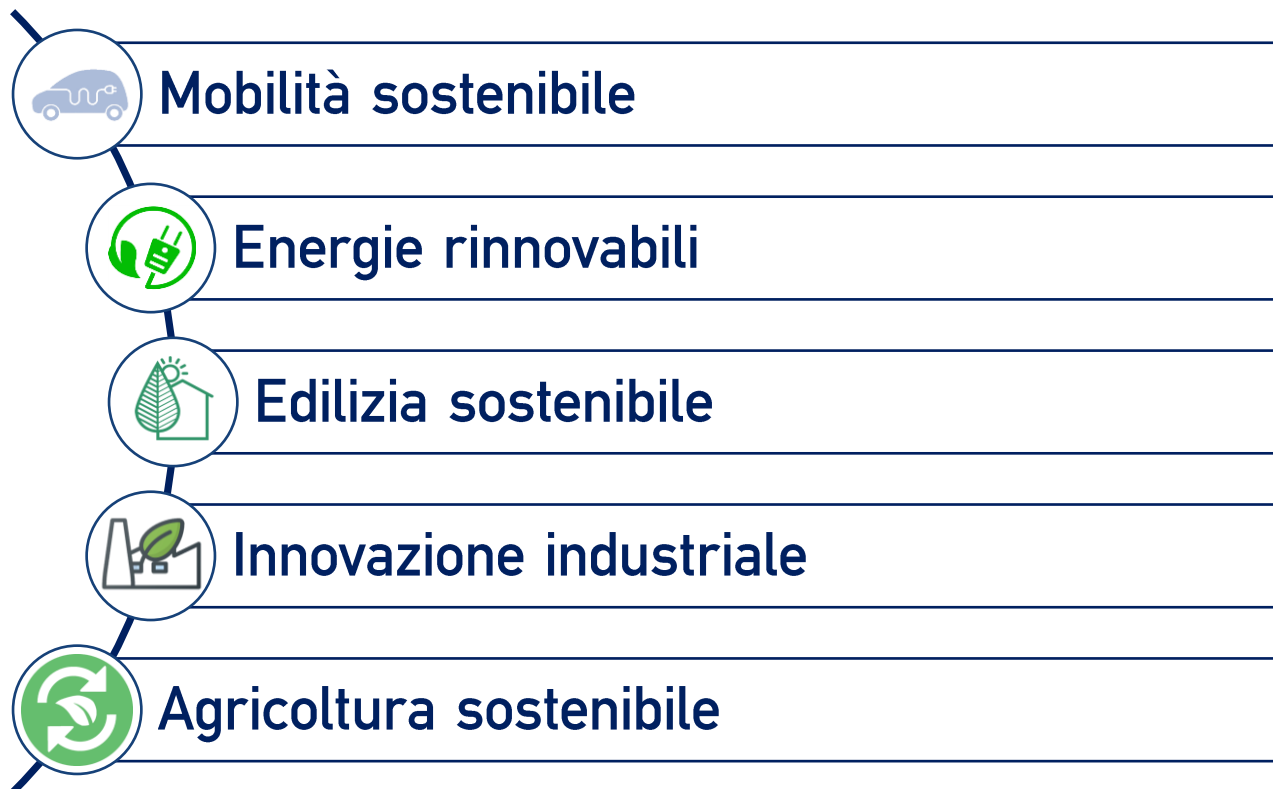 Mobilità sostenibile
Energie rinnovabili
Edilizia sostenibile
Innovazione industriale
Agricoltura sostenibile